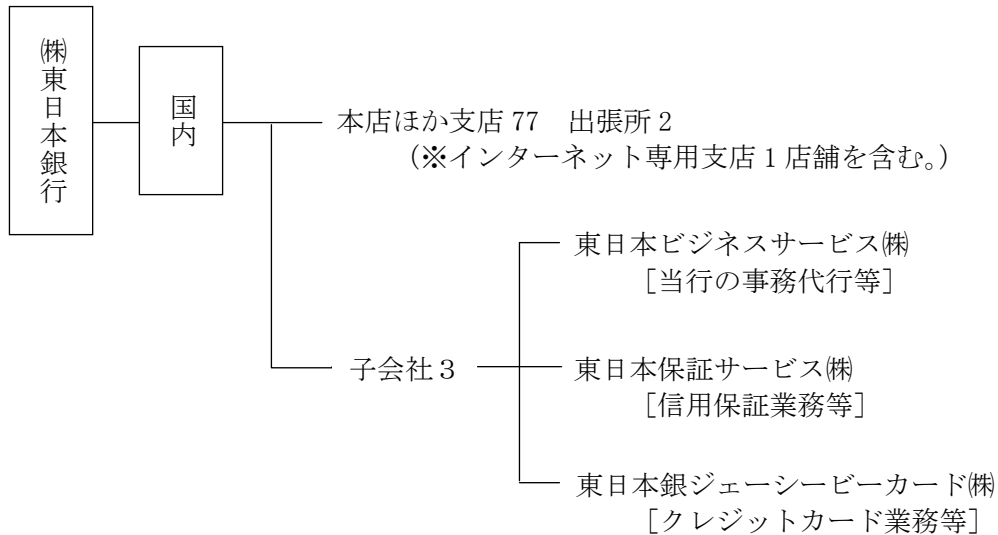 ㈱東日本銀行
国内
本店ほか支店 77　出張所 2
（※インターネット専用支店 1 店舗を含む。）
東日本ビジネスサービス㈱
［当行の事務代行等］
子会社３
東日本保証サービス㈱
［信用保証業務等］
東日本銀ジェーシービーカード㈱
［クレジットカード業務等］